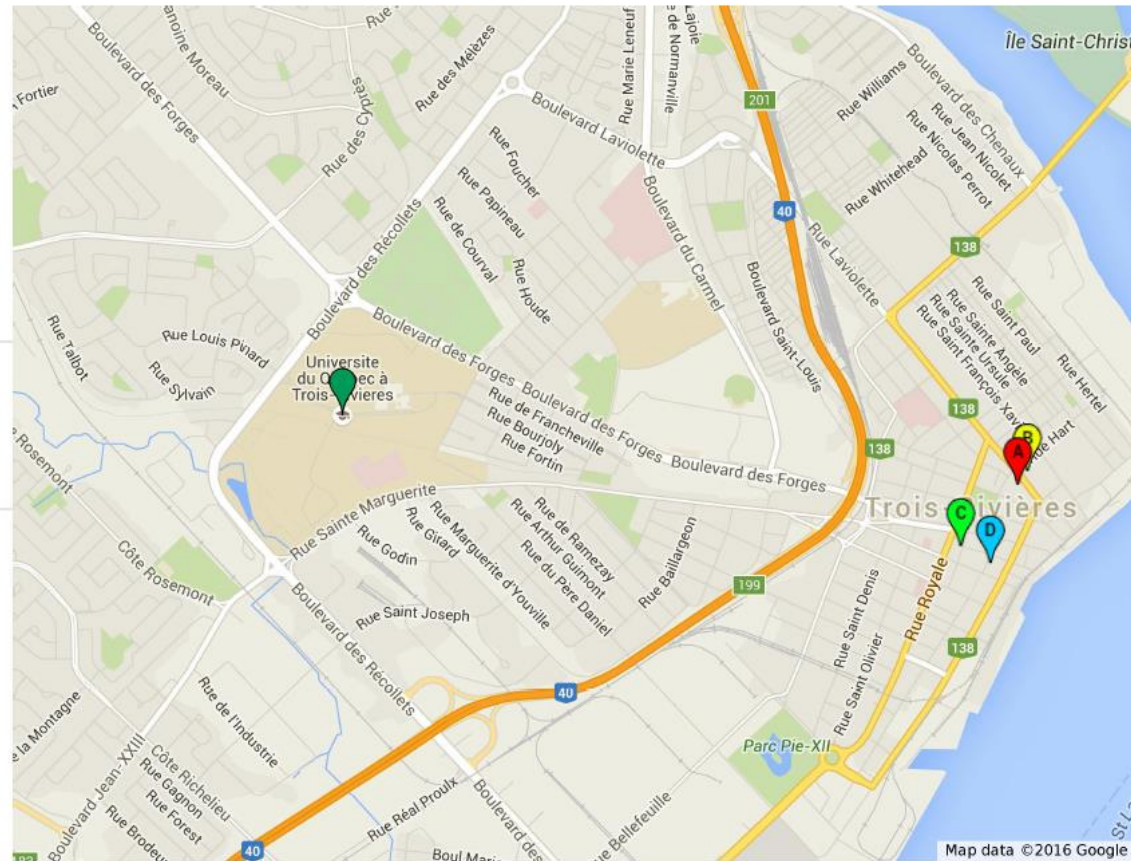 anoine Moreau
Fortier
Boulevard des Forges
Rue des Cyprès
Rue des Mélèzes
Rue Marie Leneuf
Lajoie
de Normanville
Île Saint-Christ
201
Rue Williams
Boulevard des Chenaux
Rue Jean Nicolet
Rue Nicolas Perrot
Rue Whitehead
Boulevard Laviolette
Rue Foucher
Rue Papineau
Rue de Courval
Rue Houde
Boulevard des Récollets
Boulevard du Carmel
40
Rue Laviolette
138
Boulevard Saint-Louis
Rue Saint Paul
Rue Sainte Angèle
Rue Sainte Ursule
Rue Saint François Xavier
Rue Hertel
Rue Hart
Rue Talbot
Rue Louis Pinard
Rue Sylvain
Universite
du Québec à
Trois-Rivieres
Boulevard des Forges
Boulevard des Forges
Boulevard des Forges
Rue de Francheville
Rue Bourjoly
Rue Fortin
138
138
B
A
Trois-Rivières
C
D
Rosemont
Côte Rosemont
Rue Sainte Marguerite
Rue Godin
Rue Girard
Rue Marguerite d'Youville
Rue Arthur Guimont
Rue de Ramezay
Rue du Père Daniel
Rue Baillargeon
Rue Saint Joseph
199
Rue Saint Denis
Rue Royale
138
Rue Saint Olivier
Boulevard des Récollets
40
Parc Pie-XII
la Montagne
Rue de l'Industrie
Boulevard Jean-XXIII
Côte Richelieu
Rue Gagnon
Rue Forest
Rue Brodeu
Rue Réal Proulx
Boulevard des
Rue Bellefeuille
Boul Marie
40
St La
Map data ©2016 Google